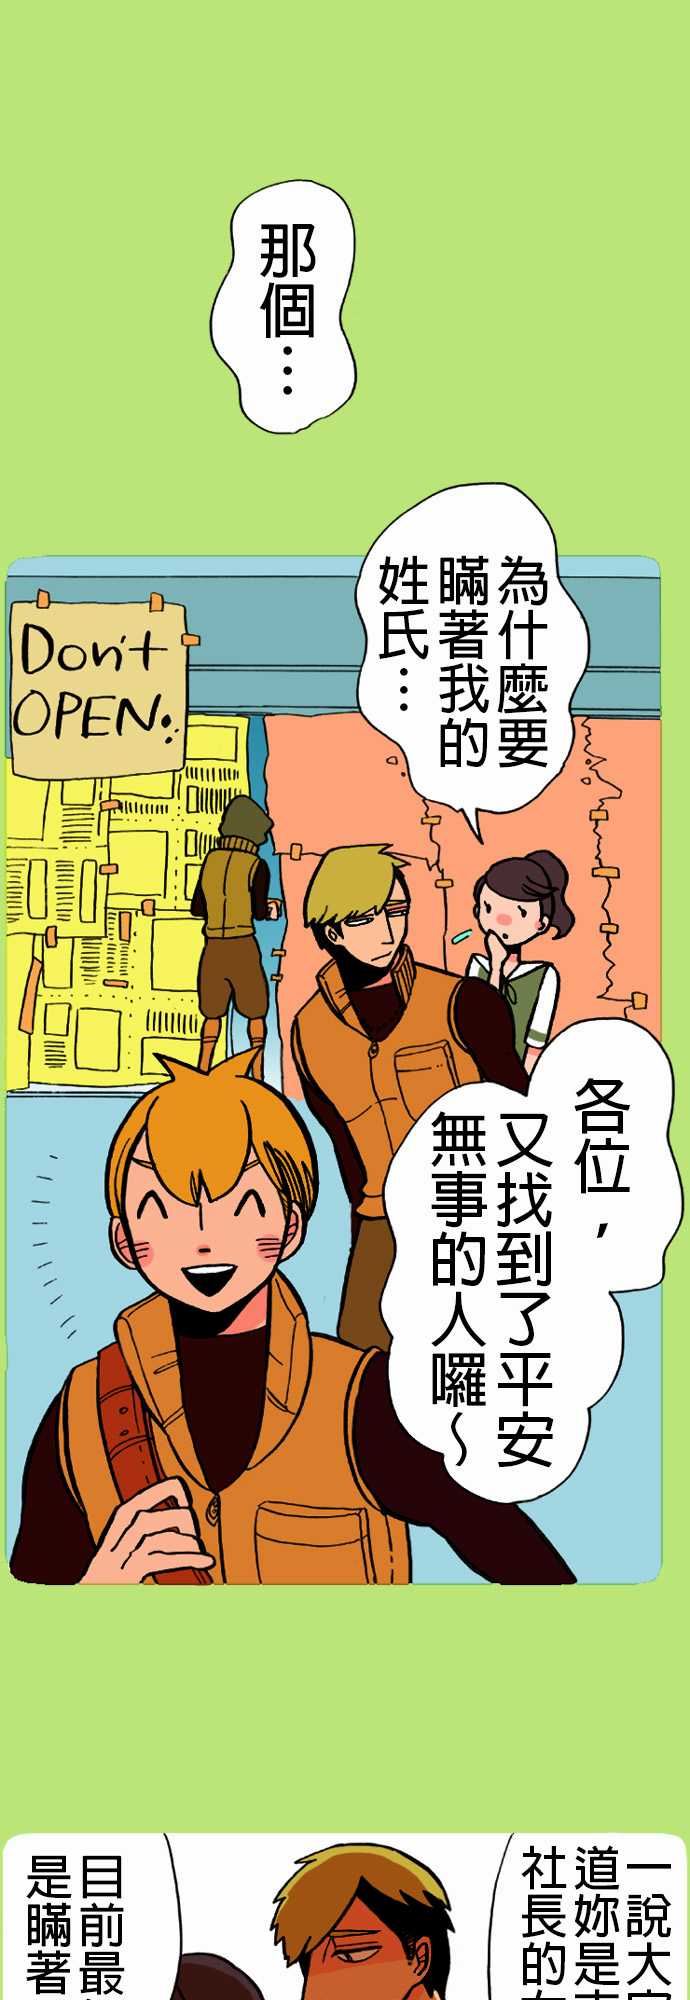 那個…
為什麼要
瞞著我的
姓氏…
Don't
OPEN.
各位，
又找到了平安
無事的人囉～
一說大家
道妳是
社長的
目前最
是瞞著